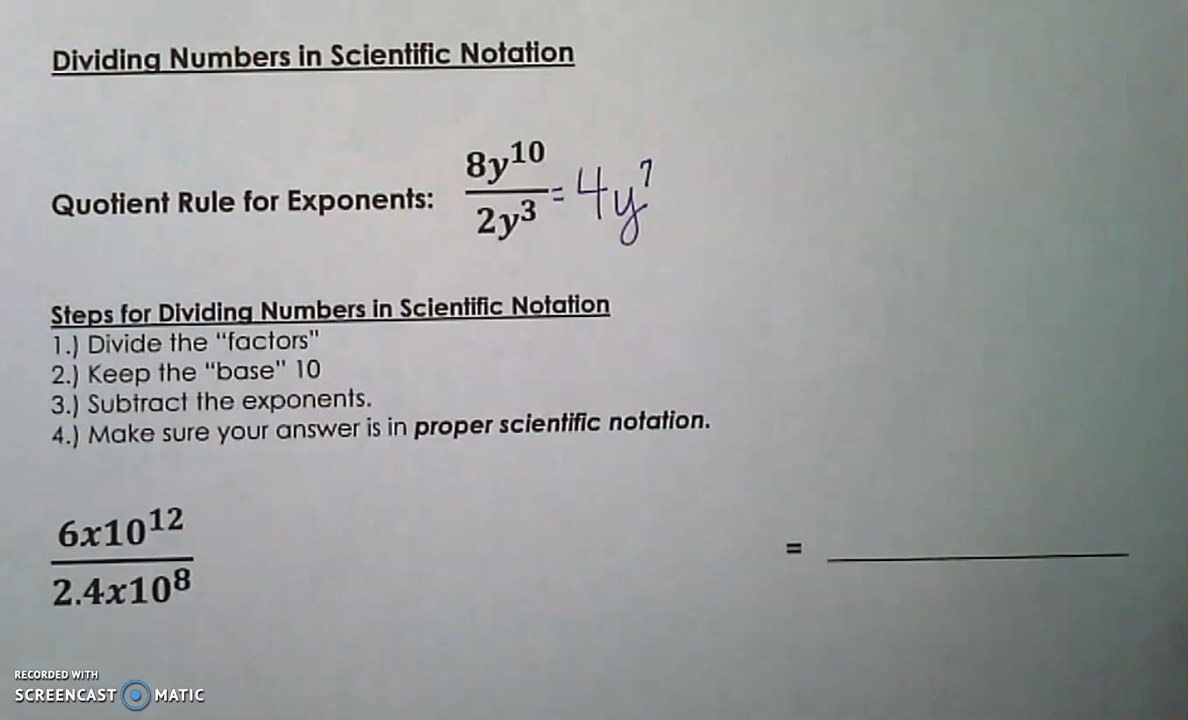 Dividing Numbers in Scientific Notation
Quotient Rule for Exponents: 8y^10 / 2y^3 = 4y^7
Steps for Dividing Numbers in Scientific Notation
1.) Divide the "factors"
2.) Keep the "base" 10
3.) Subtract the exponents.
4.) Make sure your answer is in proper scientific notation.
6x10^12 / 2.4x10^8 = __________
RECORDED WITH
SCREENCAST MATIC